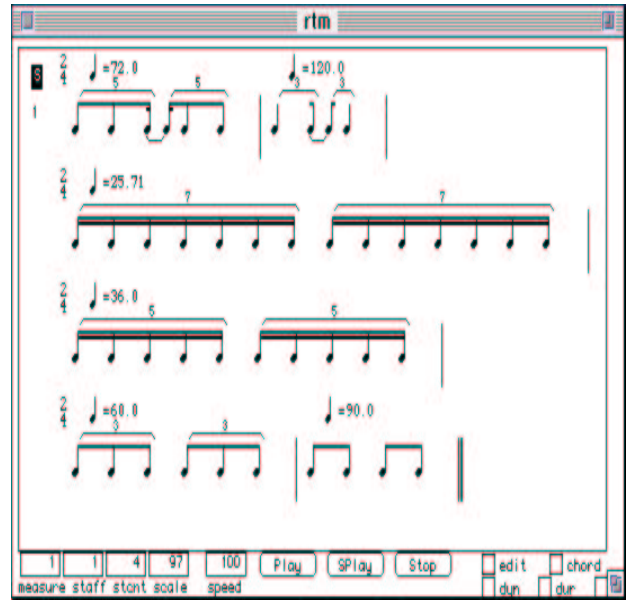 rtm
S 2 4 =72.0 =120.0
5 5 3 3
1
2 4 =25.71
7 7
2 4 =36.0
5 5
2 4 =60.0 =90.0
3 3
1 1 4 97 100 Play SPlay Stop edit chord
measure staff stcnt scale speed dyn dur